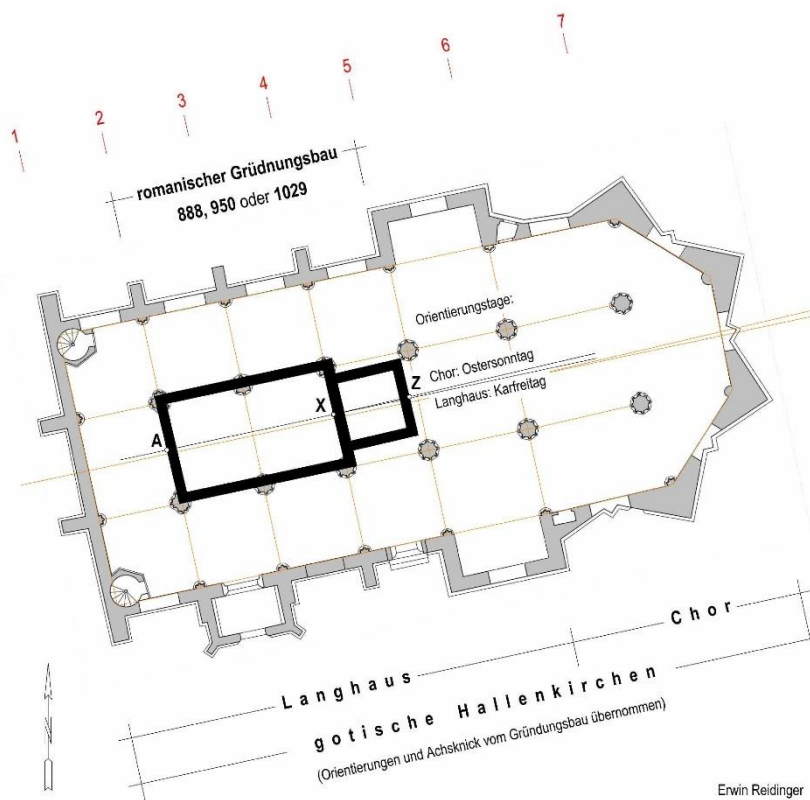 1
2
3
4
5
6
7
romanischer Grüdnungsbau
888, 950 oder 1029
Orientierungstage:
Chor: Ostersonntag
Langhaus: Karfreitag
A
X
Z
Chor
Langhaus
gotische Hallenkirchen
(Orientierungen und Achsknick vom Gründungsbau übernommen)
N
Erwin Reidinger